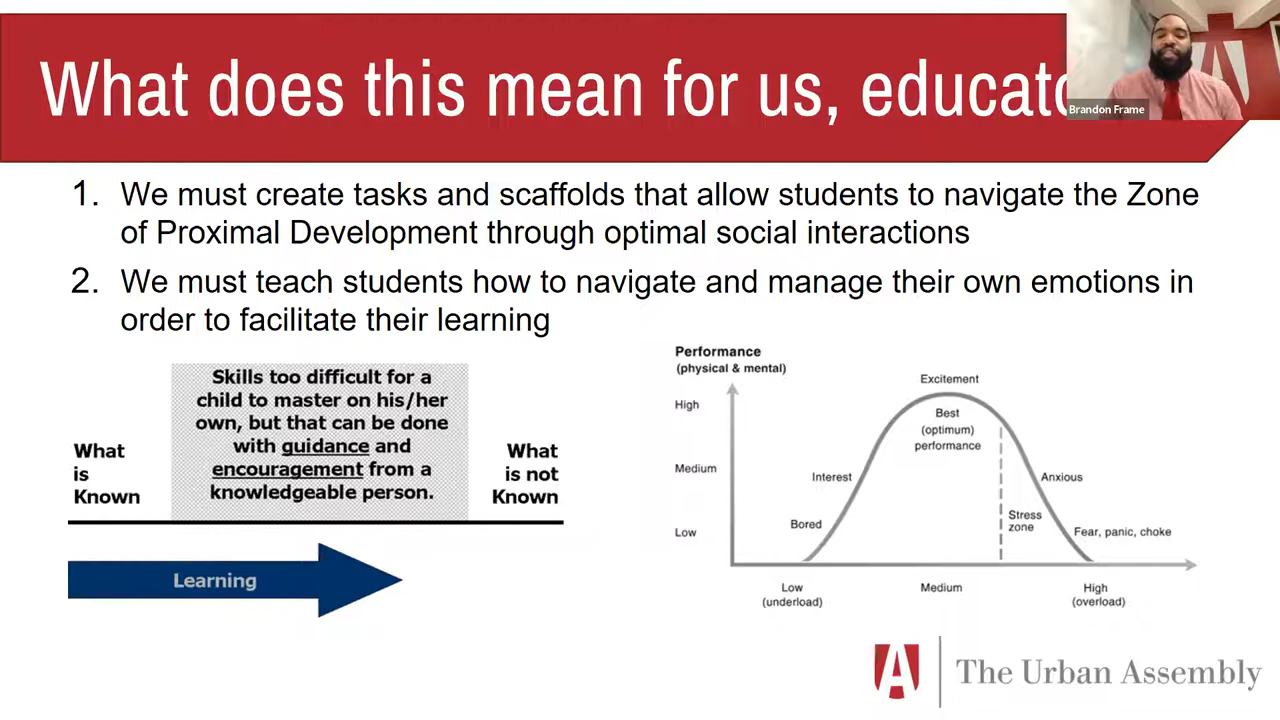 What does this mean for us, educato
Brandon Frame
1. We must create tasks and scaffolds that allow students to navigate the Zone
of Proximal Development through optimal social interactions
2. We must teach students how to navigate and manage their own emotions in
order to facilitate their learning
What
is
Known
Skills too difficult for a
child to master on his/her
own, but that can be done
with guidance and
encouragement from a
knowledgeable person.
What
is not
Known
Learning
Performance
(physical & mental)
High
Medium
Low
Excitement
Best
(optimum)
performance
Interest
Bored
Anxious
Stress
zone
Fear, panic, choke
Low
(underload)
Medium
High
(overload)
A
The Urban Assembly